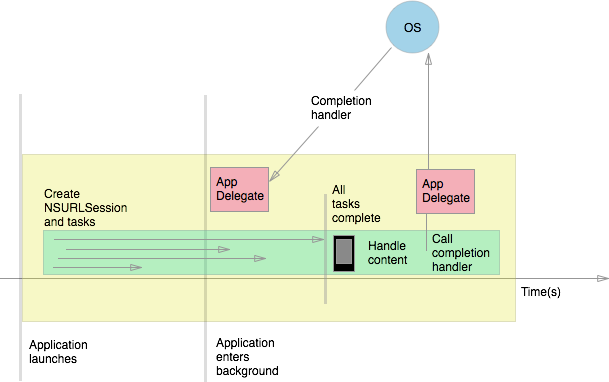 OS
Completion
handler
App
Delegate
App
Delegate
Create
NSURLSession
and tasks
All
tasks
complete
Handle
content
Call
completion
handler
Time(s)
Application
launches
Application
enters
background